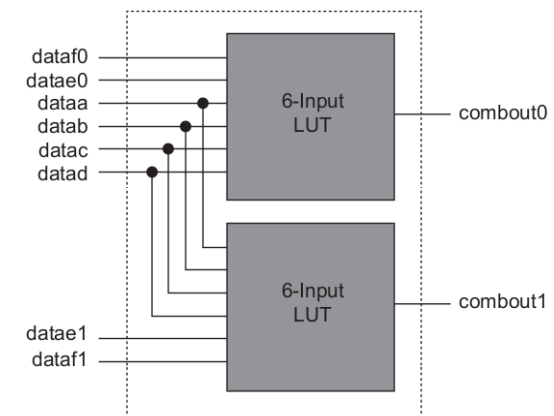 dataf0
datae0
dataa
datab
datac
datad
6-Input
LUT
combout0
6-Input
LUT
combout1
datae1
dataf1